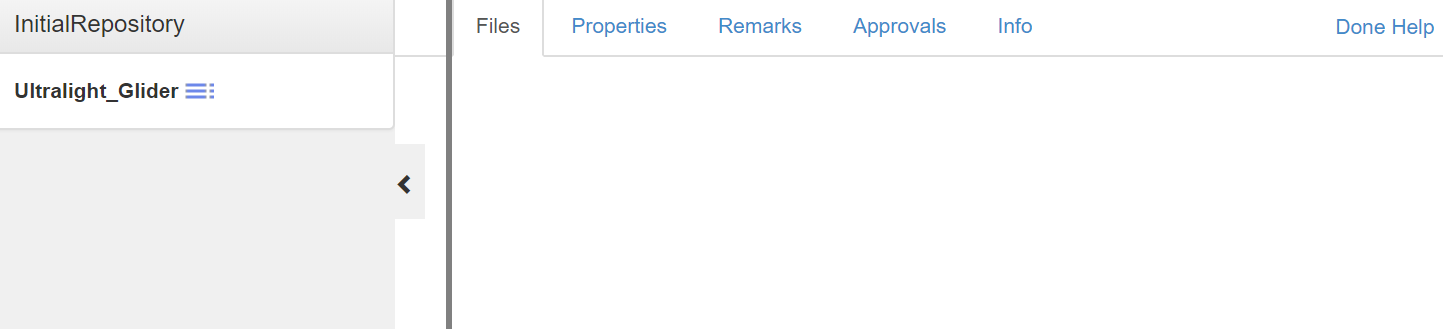 InitialRepository
Ultralight_Glider
Files Properties Remarks Approvals Info Done Help